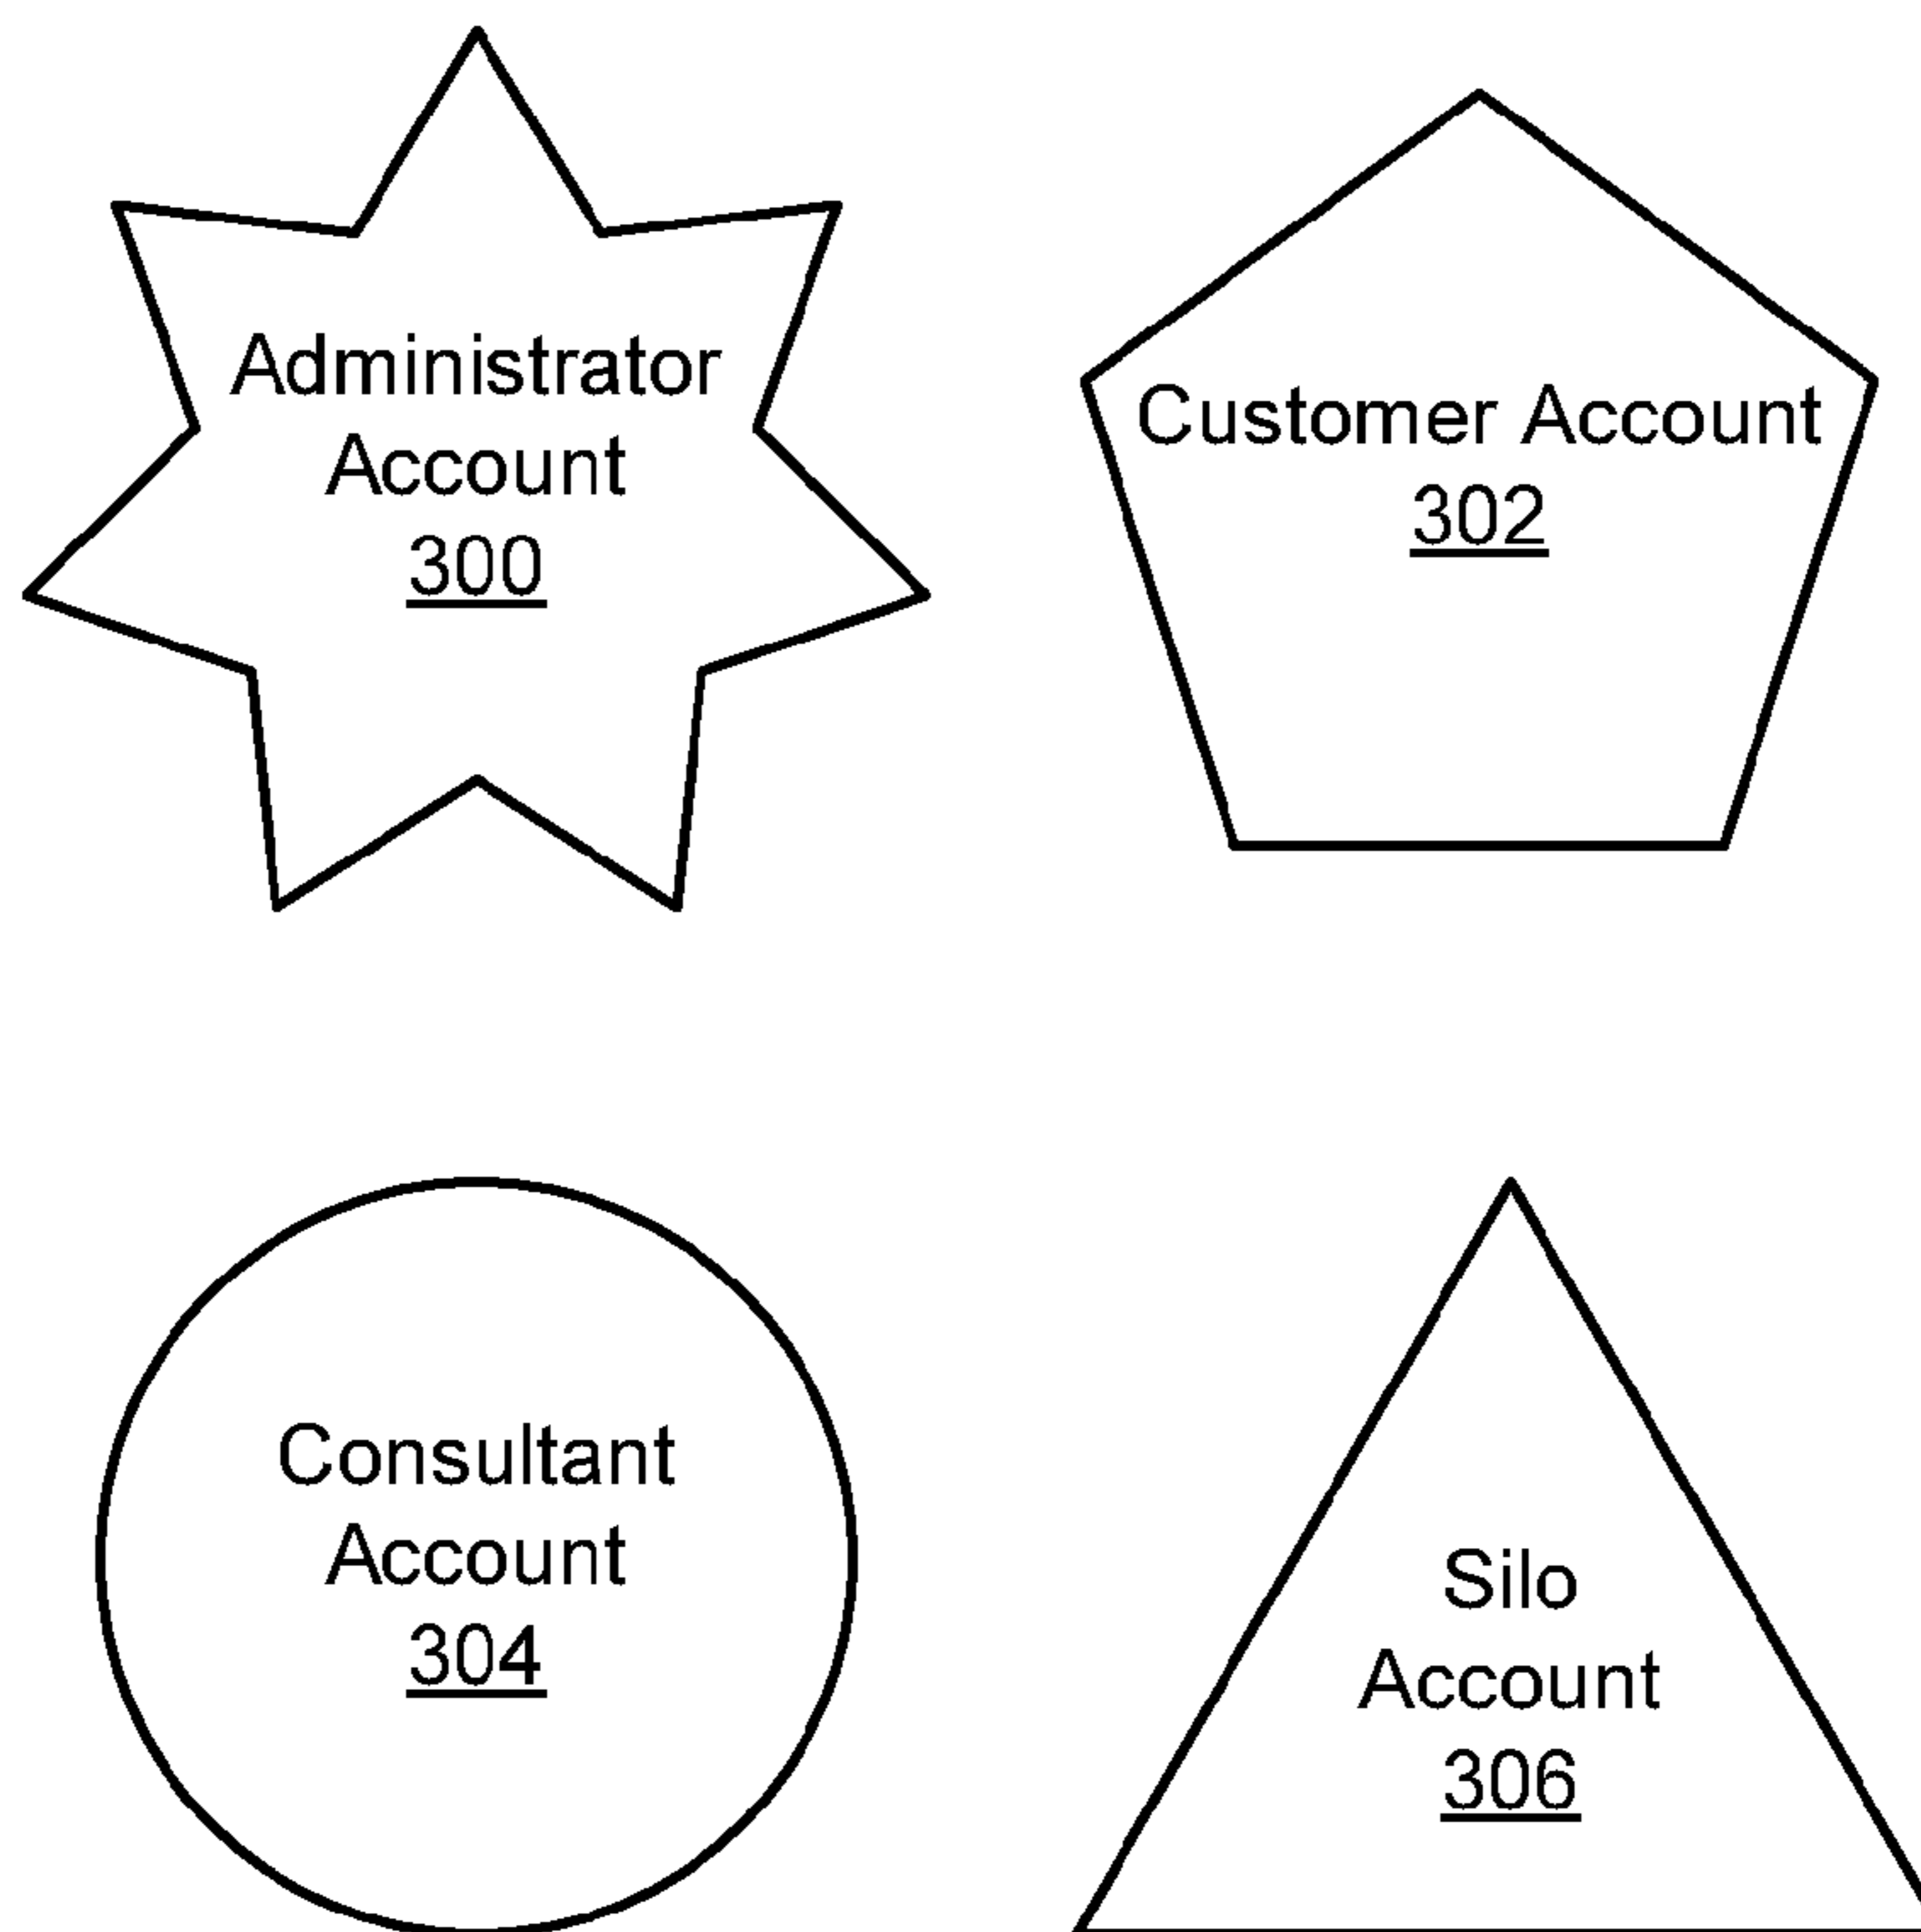 Administrator
Account
300
Customer Account
302
Consultant
Account
304
Silo
Account
306